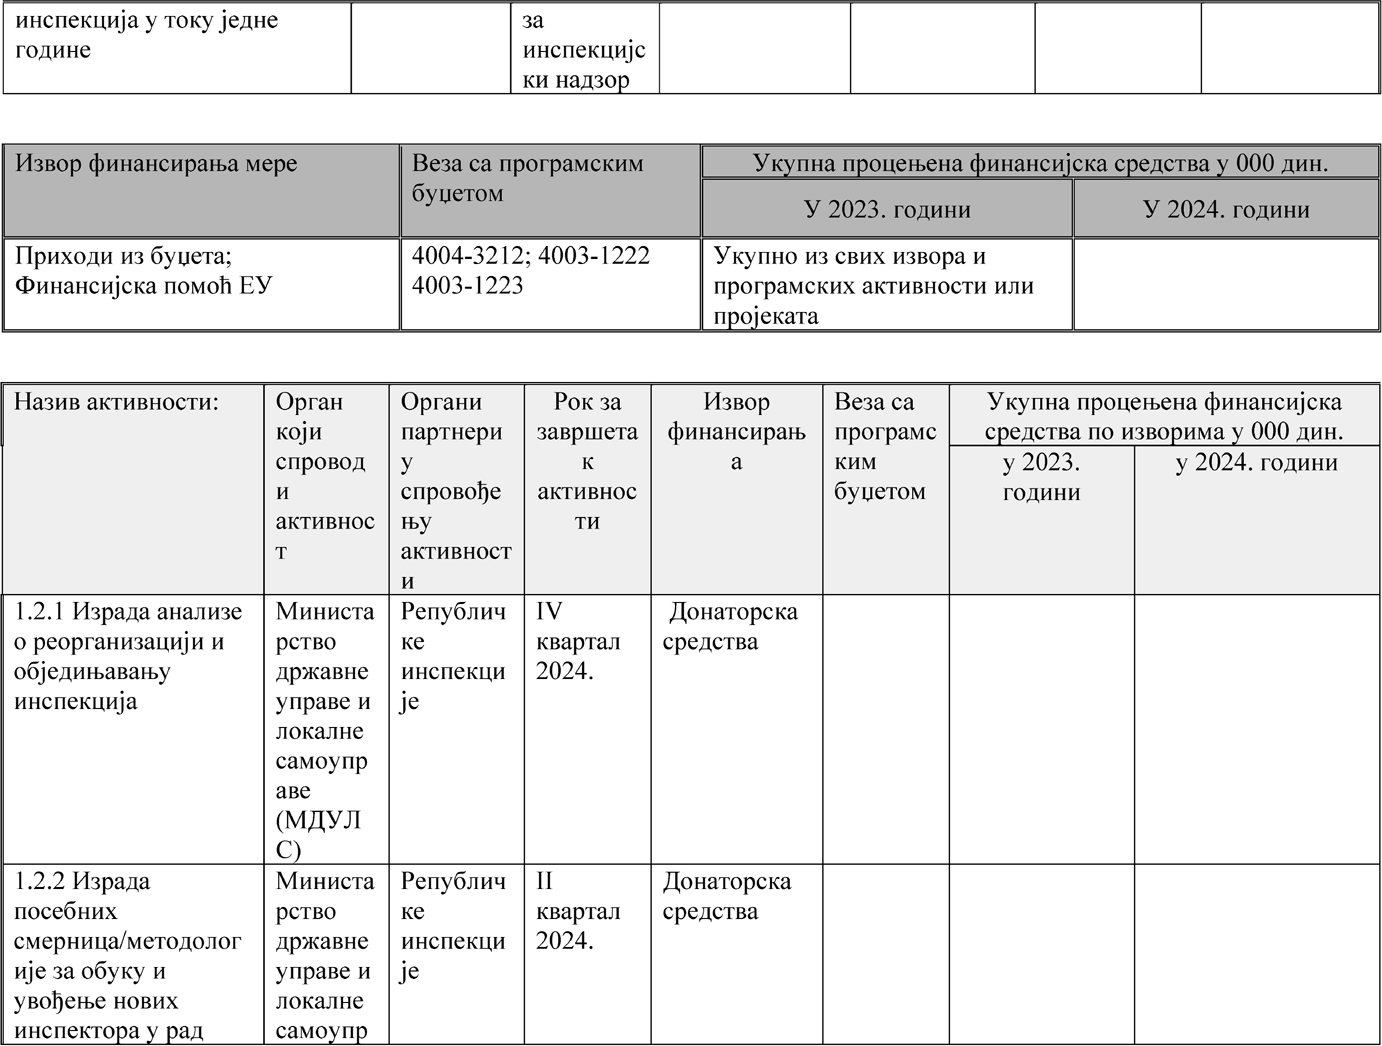 инспекција у току једне
године
за
инспекцијс
ки надзор
Извор финансирања мере
Веза са програмским
буџетом
Укупна процењена финансијска средства у 000 дин.
У 2023. години
У 2024. години
Приходи из буџета;
Финансијска помоћ ЕУ
4004-3212; 4003-1222
4003-1223
Укупно из свих извора и
програмских активности или
пројеката
Назив активности:
Орган
који
спровод
и
активнос
т
Органи
партнери
у
спровође
њу
активност
и
Рок за
завршета
к
активнос
ти
Извор
финансирањ
а
Веза са
програмс
ким
буџетом
Укупна процењена финансијска
средства по изворима у 000 дин.
у 2023.
години
у 2024. години
1.2.1 Израда анализе
о реорганизацији и
обједињавању
инспекција
Министа
рство
државне
управе и
локалне
самоупр
аве
(МДУЛ
С)
Републич
ке
инспекци
је
IV
квартал
2024.
Донаторска
средства
1.2.2 Израда
посебних
смерница/методолог
ије за обуку и
увођење нових
инспектора у рад
Министа
рство
државне
управе и
локалне
самоупр
Републич
ке
инспекци
је
II
квартал
2024.
Донаторска
средства